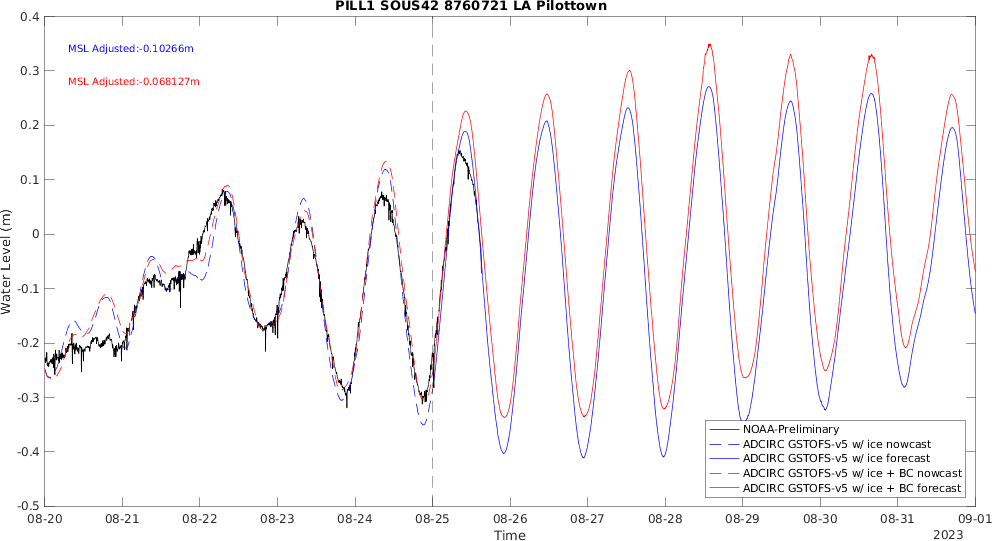 PILL1 SOUS42 8760721 LA Pilottown
0.4
0.3
0.2
0.1
0
-0.1
-0.2
-0.3
-0.4
-0.5
Water Level (m)
MSL Adjusted:-0.10266m
MSL Adjusted:-0.068127m
NOAA-Preliminary
ADCIRC GSTOFS-v5 w/ ice nowcast
ADCIRC GSTOFS-v5 w/ ice forecast
ADCIRC GSTOFS-v5 w/ ice + BC nowcast
ADCIRC GSTOFS-v5 w/ ice + BC forecast
08-20 08-21 08-22 08-23 08-24 08-25 08-26 08-27 08-28 08-29 08-30 08-31 09-01
Time
2023